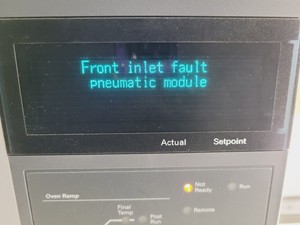 Front inlet fault
pneumatic module
Actual Setpoint
Not Ready
Run
Oven Ramp
Final Temp
Post Run
Remote